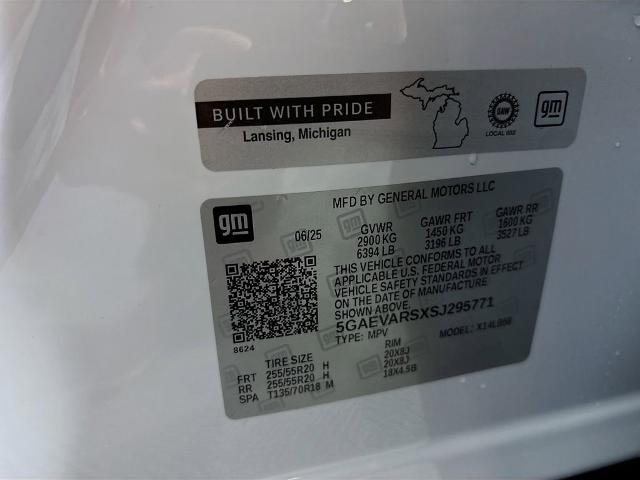 BUILT WITH PRIDE
Lansing, Michigan
UAW
LOCAL 602
gm
MFD BY GENERAL MOTORS LLC
gm
06/25 GVWR GAWR FRT GAWR RR
2900 KG 1450 KG 1600 KG
6394 LB 3196 LB 3527 LB
THIS VEHICLE CONFORMS TO ALL
APPLICABLE U.S. FEDERAL MOTOR
VEHICLE SAFETY STANDARDS IN EFFECT
ON THE DATE OF MANUFACTURE
SHOWN ABOVE.
5GAEVARSXSJ295771
TYPE: MPV MODEL: X14LB56
8624
TIRE SIZE RIM
FRT 255/55R20 H 20X8J
RR 255/55R20 H 20X8J
SPA T135/70R18 M 18X4.5B